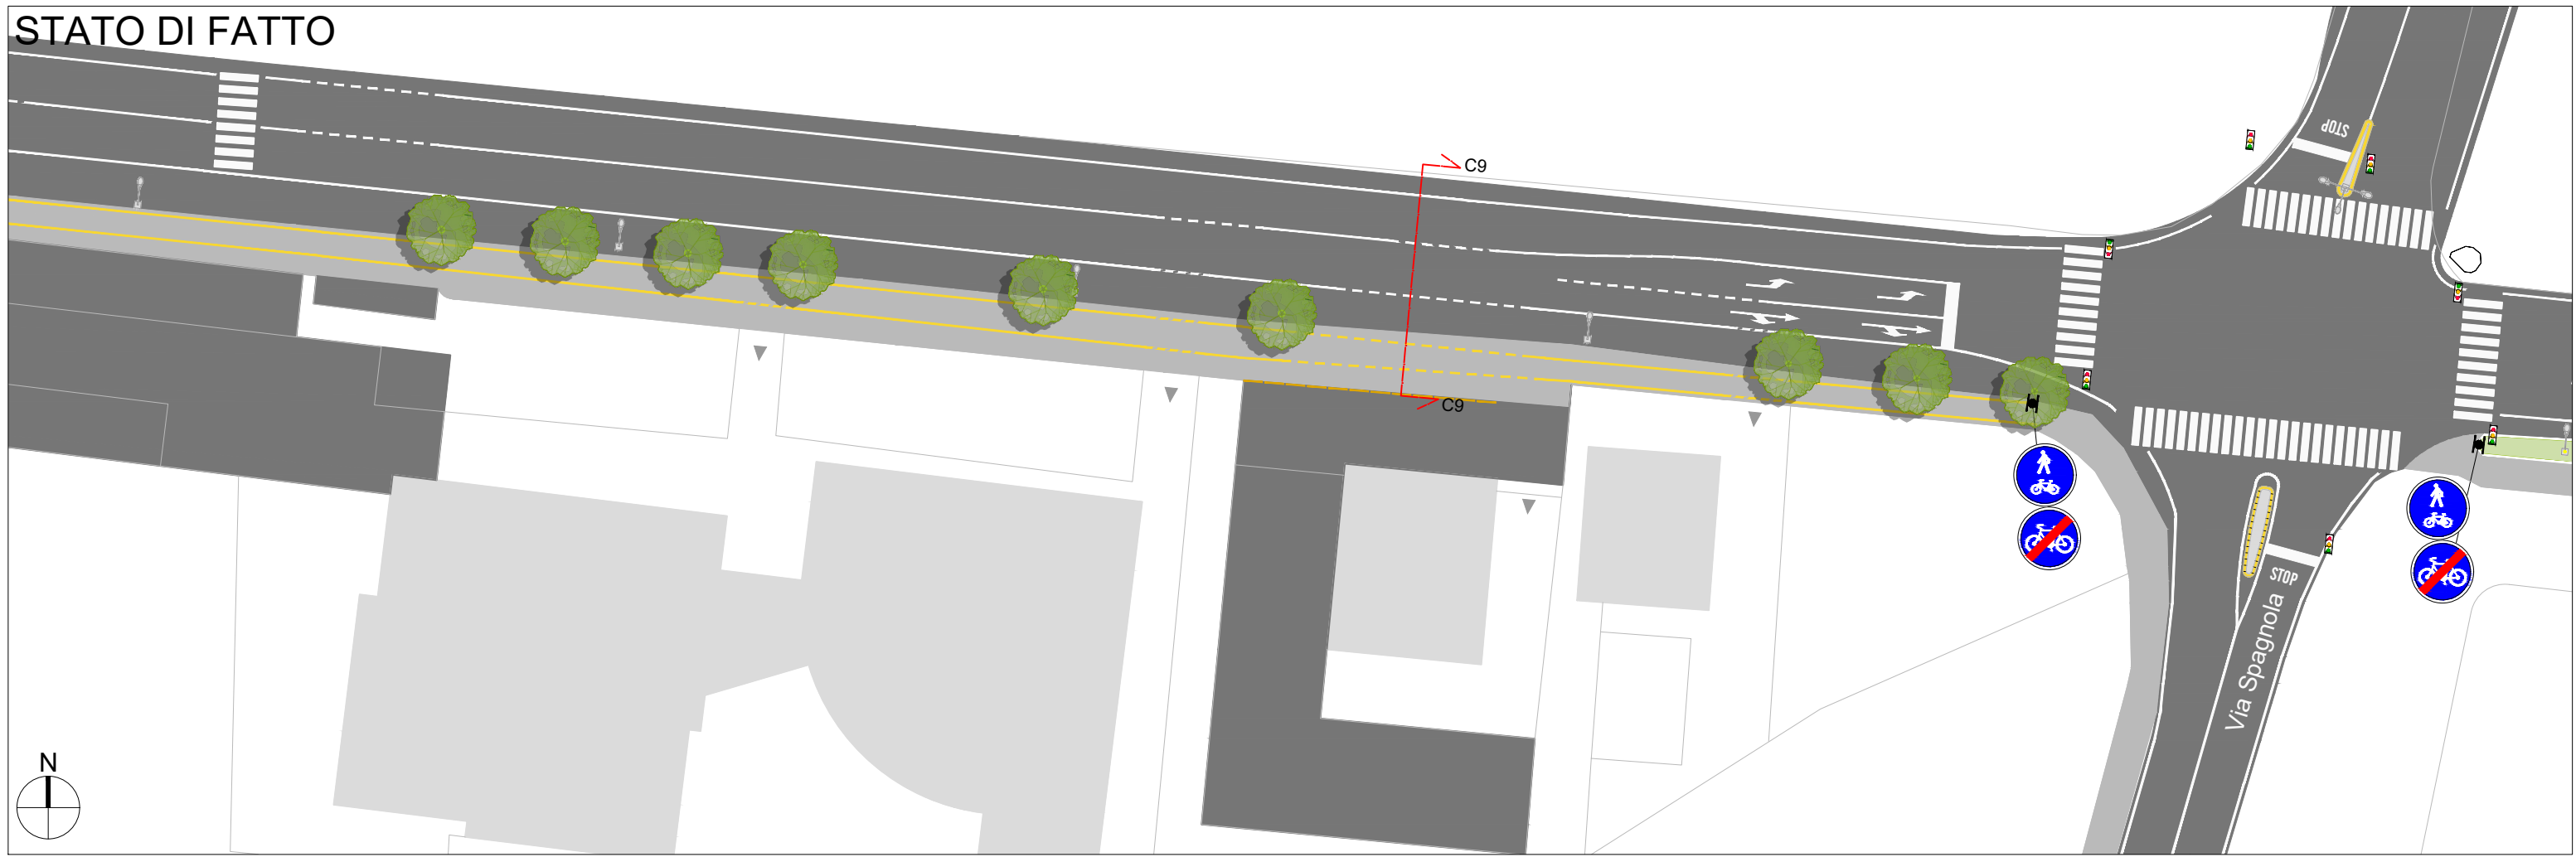 STATO DI FATTO
STOP
C9
C9
STOP
Via Spagnola
N